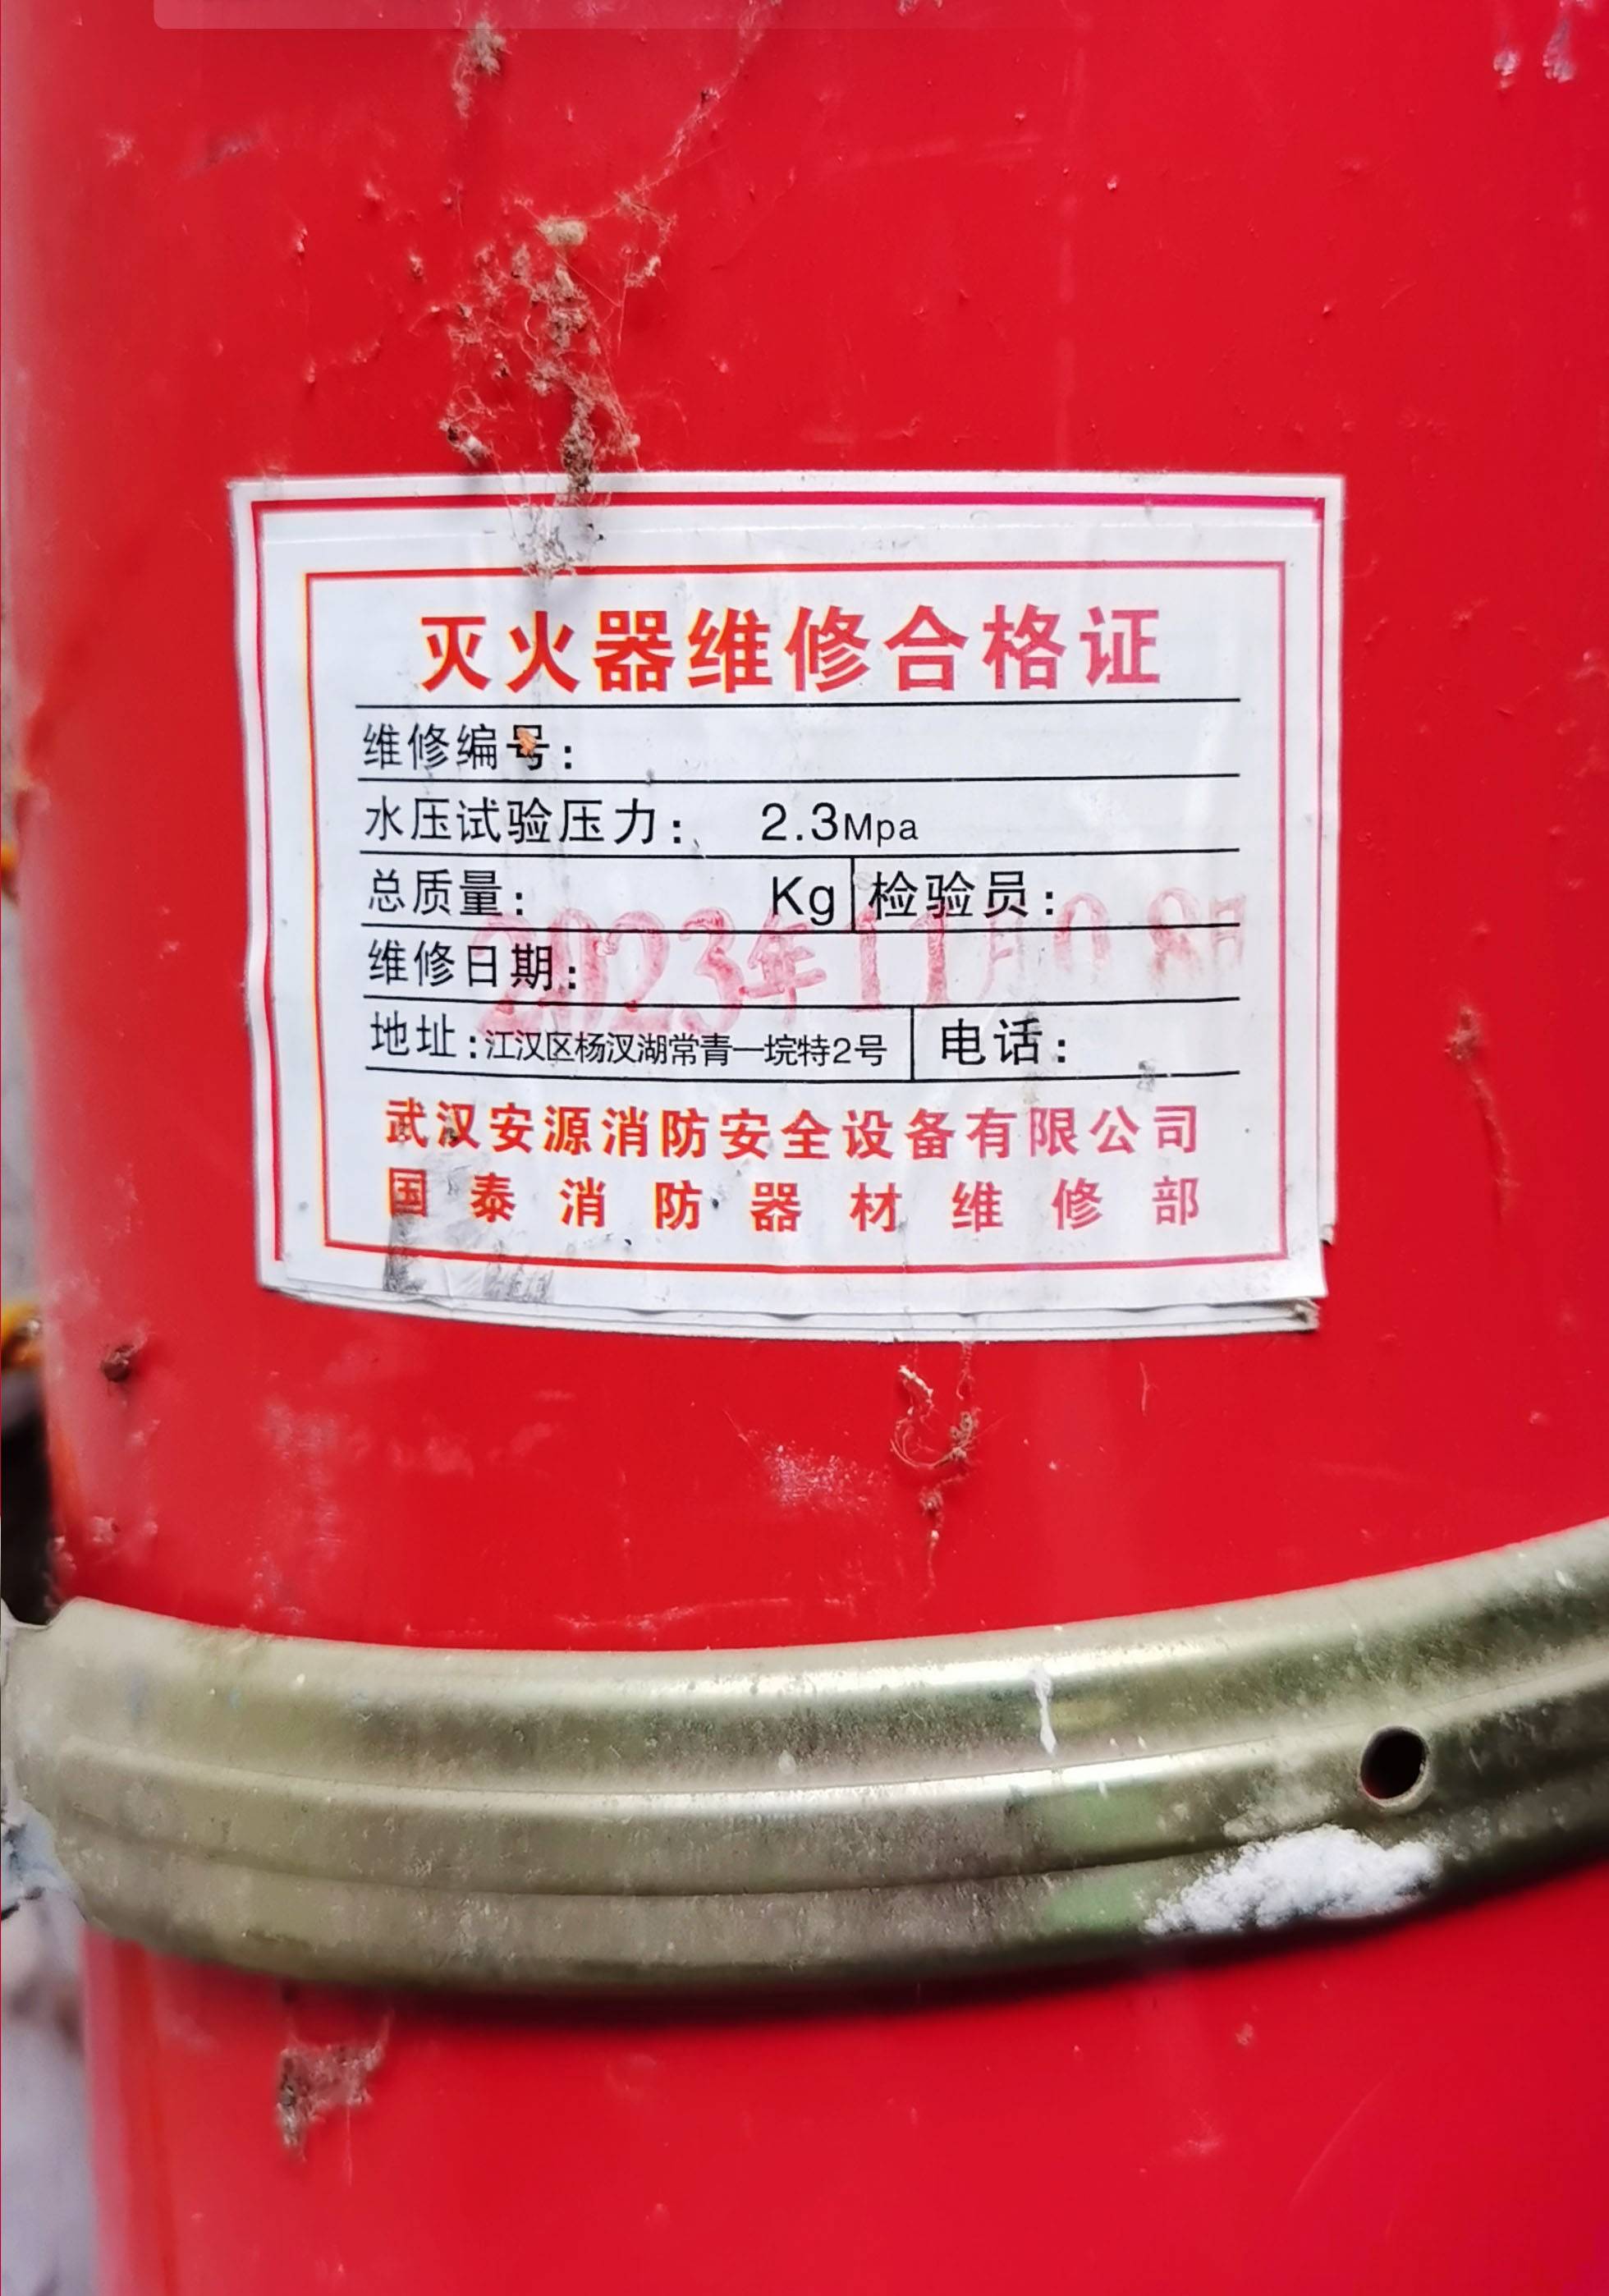 灭火器维修合格证
维修编号：
水压试验压力： 2.3Mpa
总质量： Kg 检验员：
维修日期： 2023年11月08日
地址：江汉区杨汊湖常青一垸特2号 电话：
武汉安源消防安全设备有限公司
国泰消防器材维修部